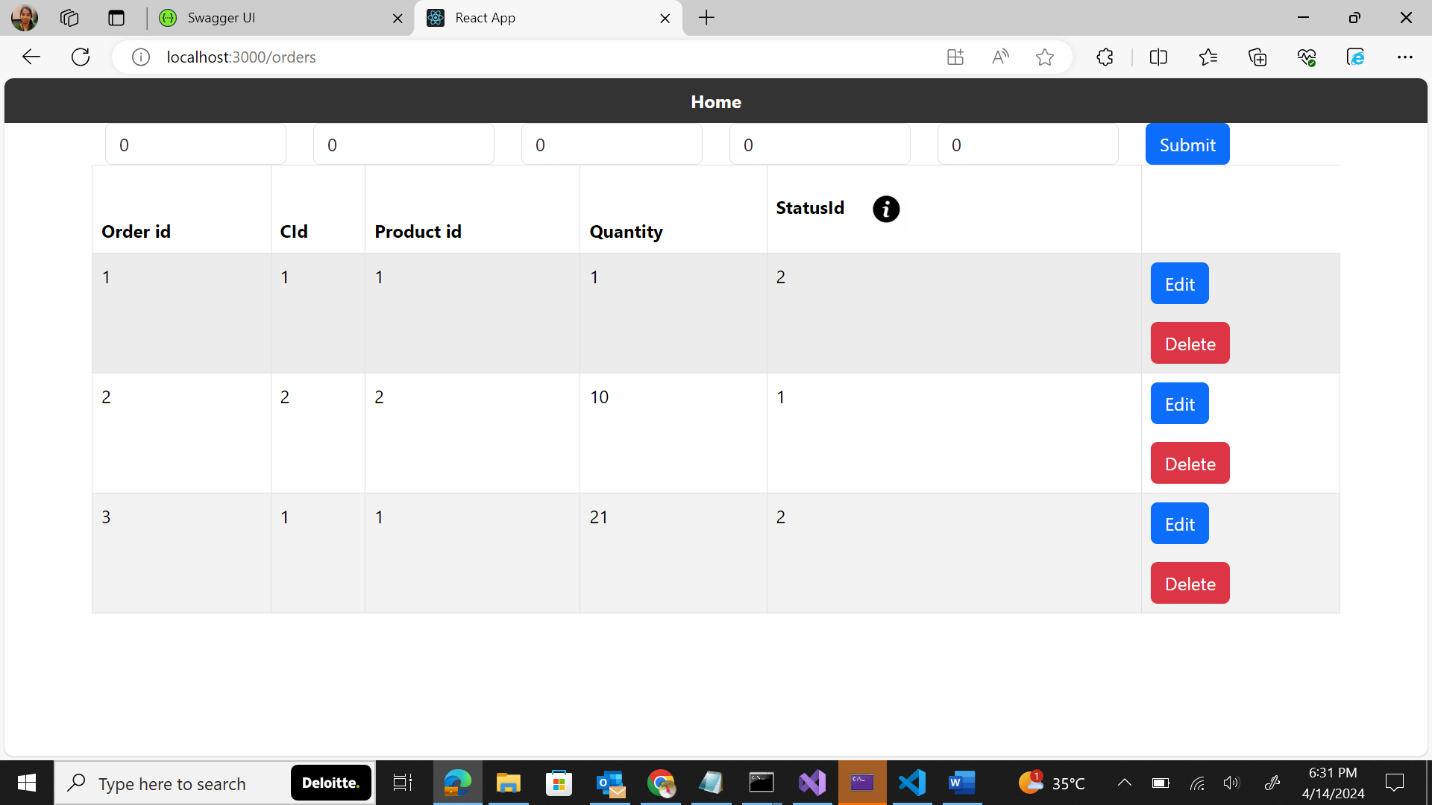 Swagger UI
React App
localhost:3000/orders
Home
0 0 0 0 0 Submit
Order id CId Product id Quantity StatusId i
1 1 1 1 2 Edit
Delete
2 2 2 10 1 Edit
Delete
3 1 1 21 2 Edit
Delete
Type here to search Deloitte. 1 35°C 6:31 PM
4/14/2024